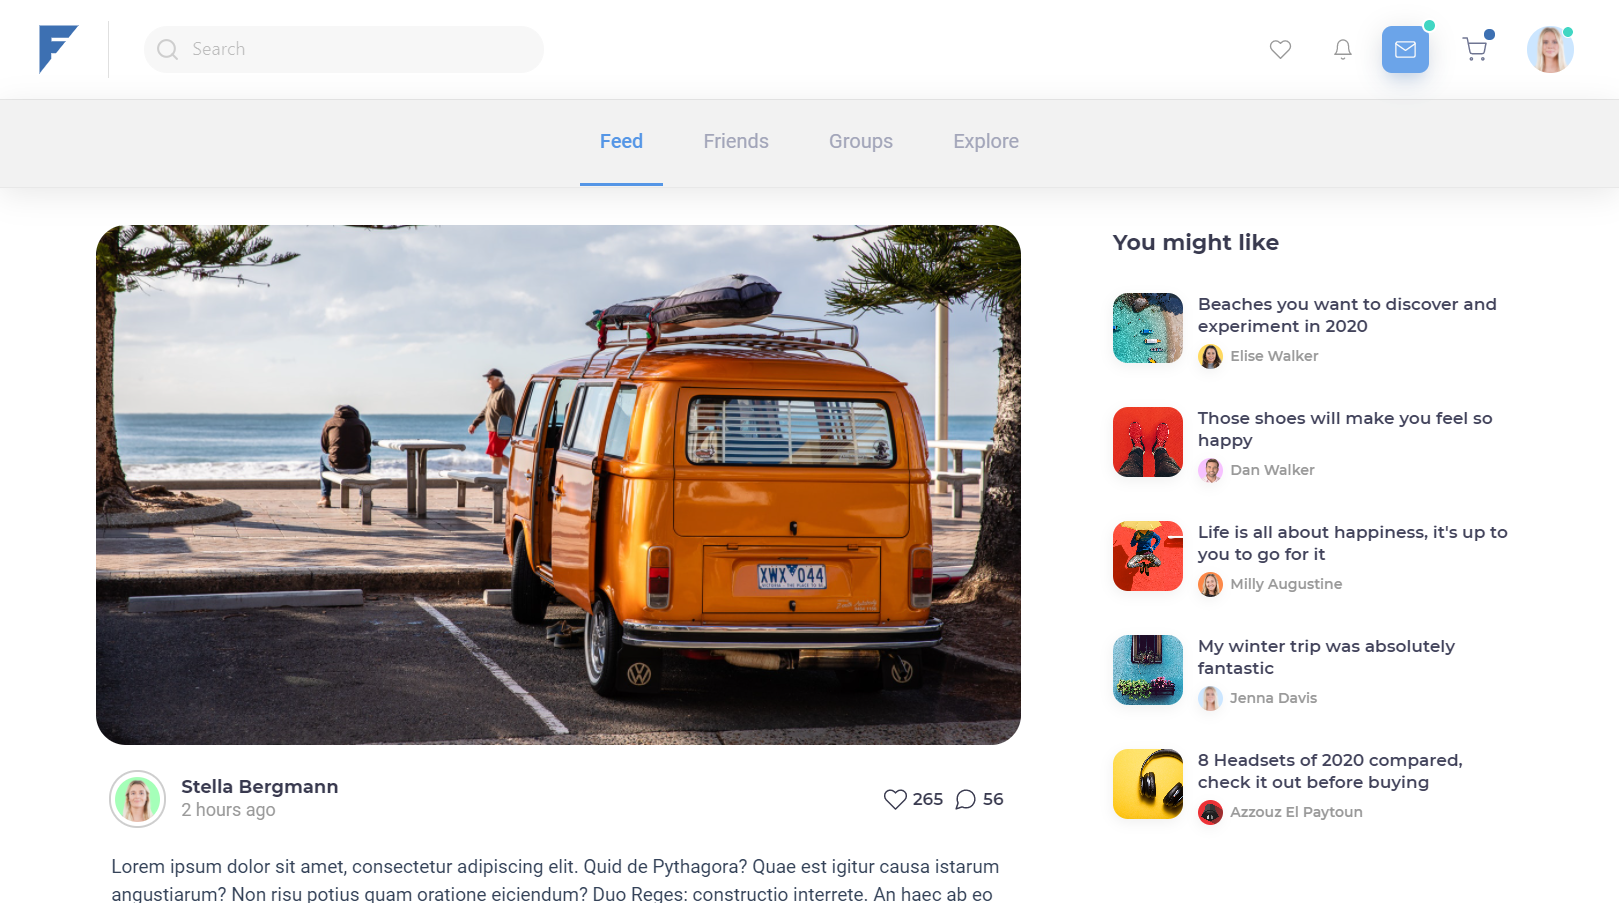 Search
Feed
Friends
Groups
Explore
XWX 044
Stella Bergmann
2 hours ago
265
56
Lorem ipsum dolor sit amet, consectetur adipiscing elit. Quid de Pythagora? Quae est igitur causa istarum
angustiarum? Non risu potius quam oratione eiciendum? Duo Reges: constructio interrete. An haec ab eo
You might like
Beaches you want to discover and
experiment in 2020
Elise Walker
Those shoes will make you feel so
happy
Dan Walker
Life is all about happiness, it's up to
you to go for it
Milly Augustine
My winter trip was absolutely
fantastic
Jenna Davis
8 Headsets of 2020 compared,
check it out before buying
Azzouz El Paytoun